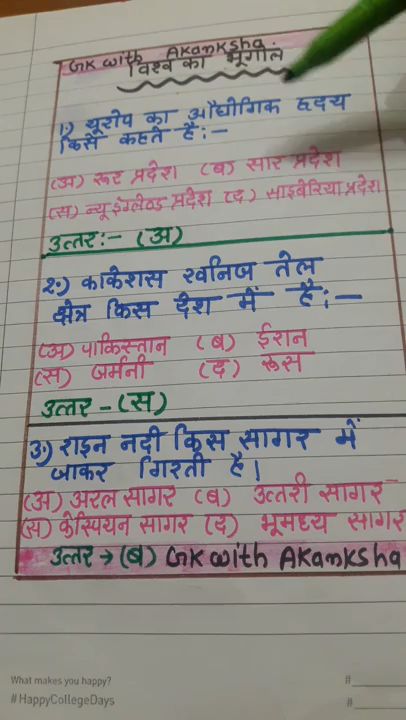 GK with Akanksha.
विश्व का भूगोल
1.) यूरोप का औद्योगिक हृदय
किसे कहते है:-
(अ) रूर प्रदेश (ब) सार प्रदेश
(स) न्यू इंग्लैण्ड प्रदेश (द) साइबेरिया प्रदेश
उत्तर:- (अ)
2.) काकेशस खनिज तेल
क्षेत्र किस देश में है:-
(अ) पाकिस्तान (ब) ईरान
(स) जर्मनी (द) रूस
उत्तर - (स)
3.) राइन नदी किस सागर में
जाकर गिरती है।
(अ) अरल सागर (ब) उत्तरी सागर
(स) केस्पियन सागर (द) भूमध्य सागर
उत्तर → (ब) GK with Akanksha
What makes you happy? #
#HappyCollegeDays #